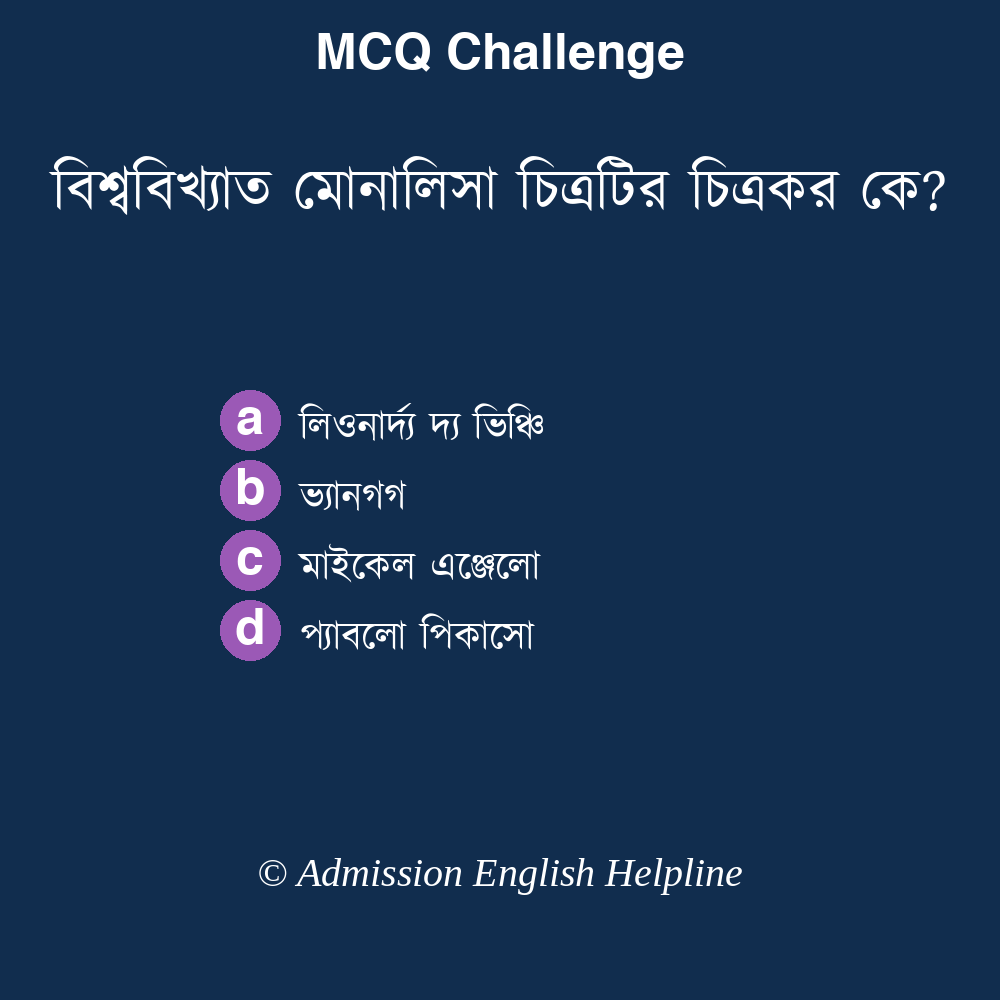 MCQ Challenge
বিশ্ববিখ্যাত মোনালিসা চিত্রটির চিত্রকর কে?
a লিওনার্দ্য দ্য ভিঞ্চি
b ভ্যানগগ
c মাইকেল এঞ্জেলো
d প্যাবলো পিকাসো
© Admission English Helpline